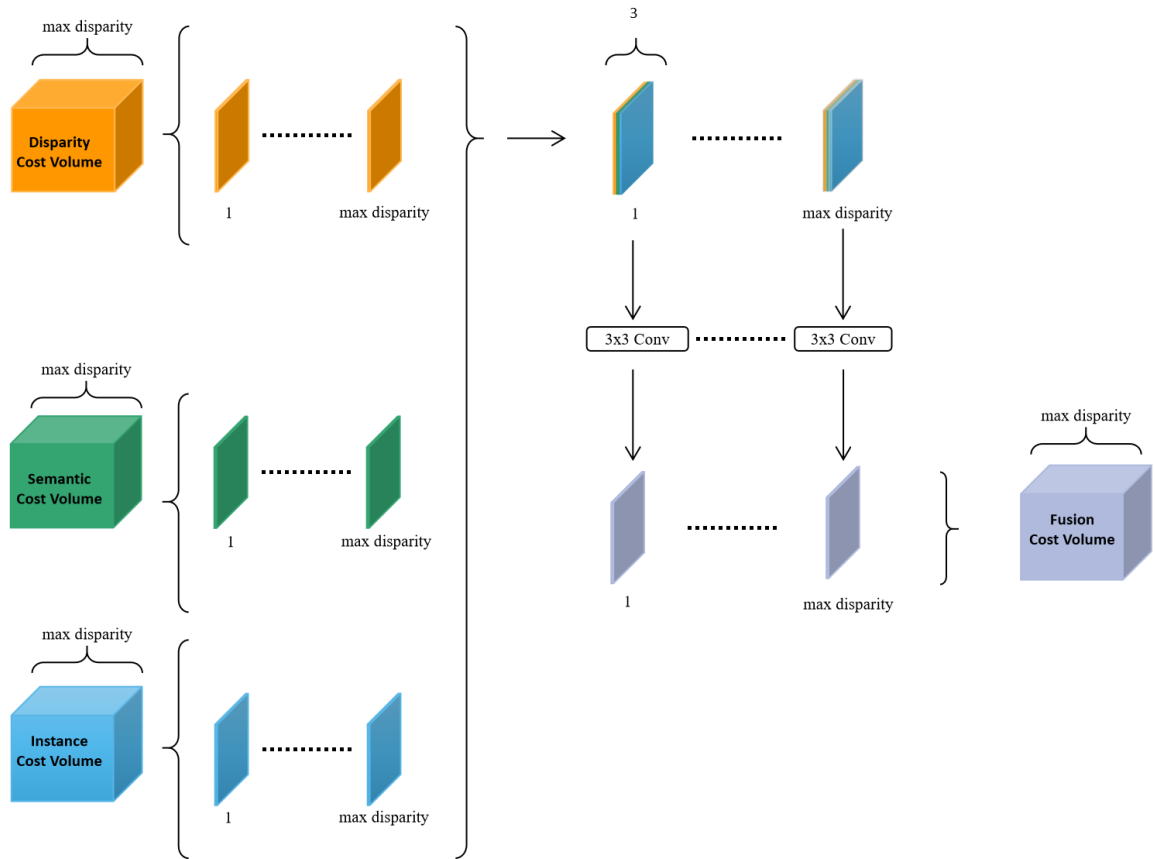 max disparity
Disparity
Cost Volume
1
max disparity
3
1
max disparity
3x3 Conv
3x3 Conv
max disparity
Semantic
Cost Volume
1
max disparity
1
max disparity
max disparity
Fusion
Cost Volume
max disparity
Instance
Cost Volume
1
max disparity